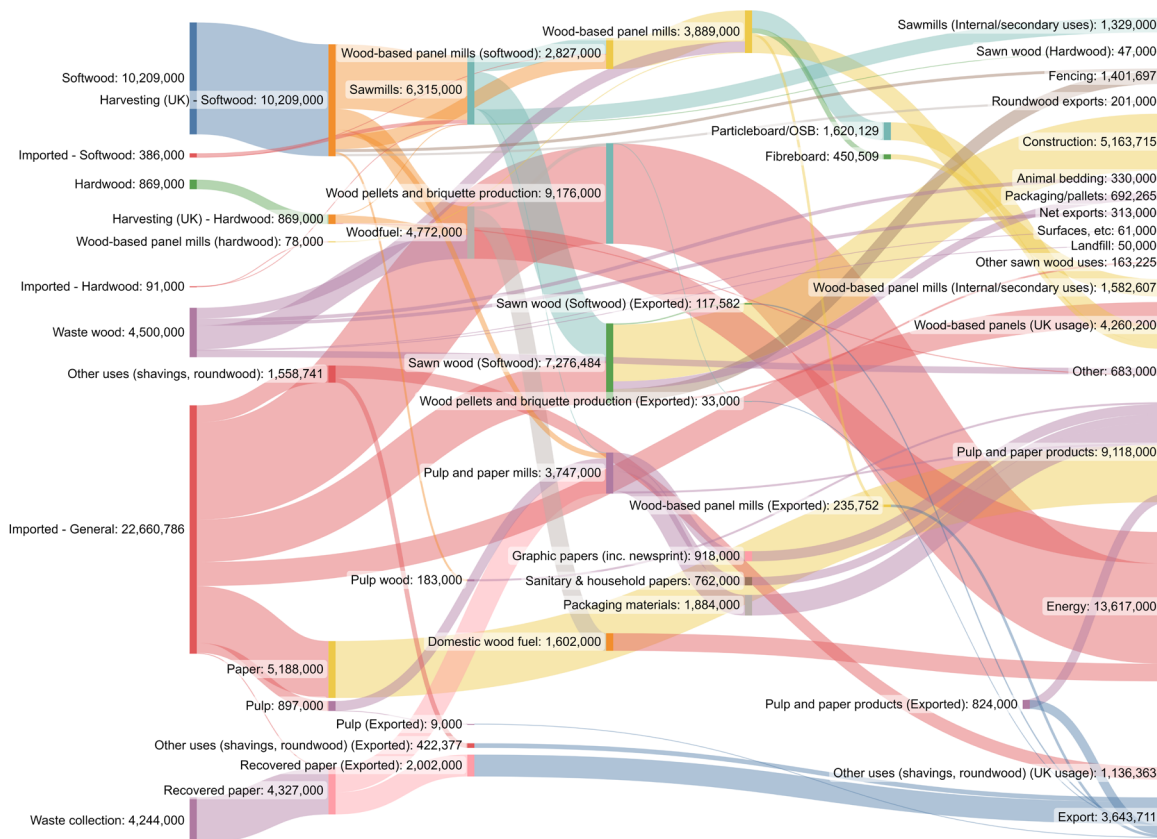 Softwood: 10,209,000
Harvesting (UK) - Softwood: 10,209,000
Imported - Softwood: 386,000
Hardwood: 869,000
Harvesting (UK) - Hardwood: 869,000
Wood-based panel mills (hardwood): 78,000
Imported - Hardwood: 91,000
Waste wood: 4,500,000
Other uses (shavings, roundwood): 1,558,741
Imported - General: 22,660,786
Paper: 5,188,000
Pulp: 897,000
Recovered paper: 4,327,000
Waste collection: 4,244,000
Wood-based panel mills (softwood): 2,827,000
Sawmills: 6,315,000
Wood pellets and briquette production: 9,176,000
Woodfuel: 4,772,000
Sawn wood (Softwood): 7,276,484
Pulp and paper mills: 3,747,000
Pulp wood: 183,000
Domestic wood fuel: 1,602,000
Pulp (Exported): 9,000
Other uses (shavings, roundwood) (Exported): 422,377
Recovered paper (Exported): 2,002,000
Wood-based panel mills: 3,889,000
Particleboard/OSB: 1,620,129
Fibreboard: 450,509
Sawn wood (Softwood) (Exported): 117,582
Wood pellets and briquette production (Exported): 33,000
Wood-based panel mills (Exported): 235,752
Graphic papers (inc. newsprint): 918,000
Sanitary & household papers: 762,000
Packaging materials: 1,884,000
Pulp and paper products (Exported): 824,000
Sawmills (Internal/secondary uses): 1,329,000
Sawn wood (Hardwood): 47,000
Fencing: 1,401,697
Roundwood exports: 201,000
Construction: 5,163,715
Animal bedding: 330,000
Packaging/pallets: 692,265
Net exports: 313,000
Surfaces, etc: 61,000
Landfill: 50,000
Other sawn wood uses: 163,225
Wood-based panel mills (Internal/secondary uses): 1,582,607
Wood-based panels (UK usage): 4,260,200
Other: 683,000
Pulp and paper products: 9,118,000
Energy: 13,617,000
Other uses (shavings, roundwood) (UK usage): 1,136,363
Export: 3,643,711